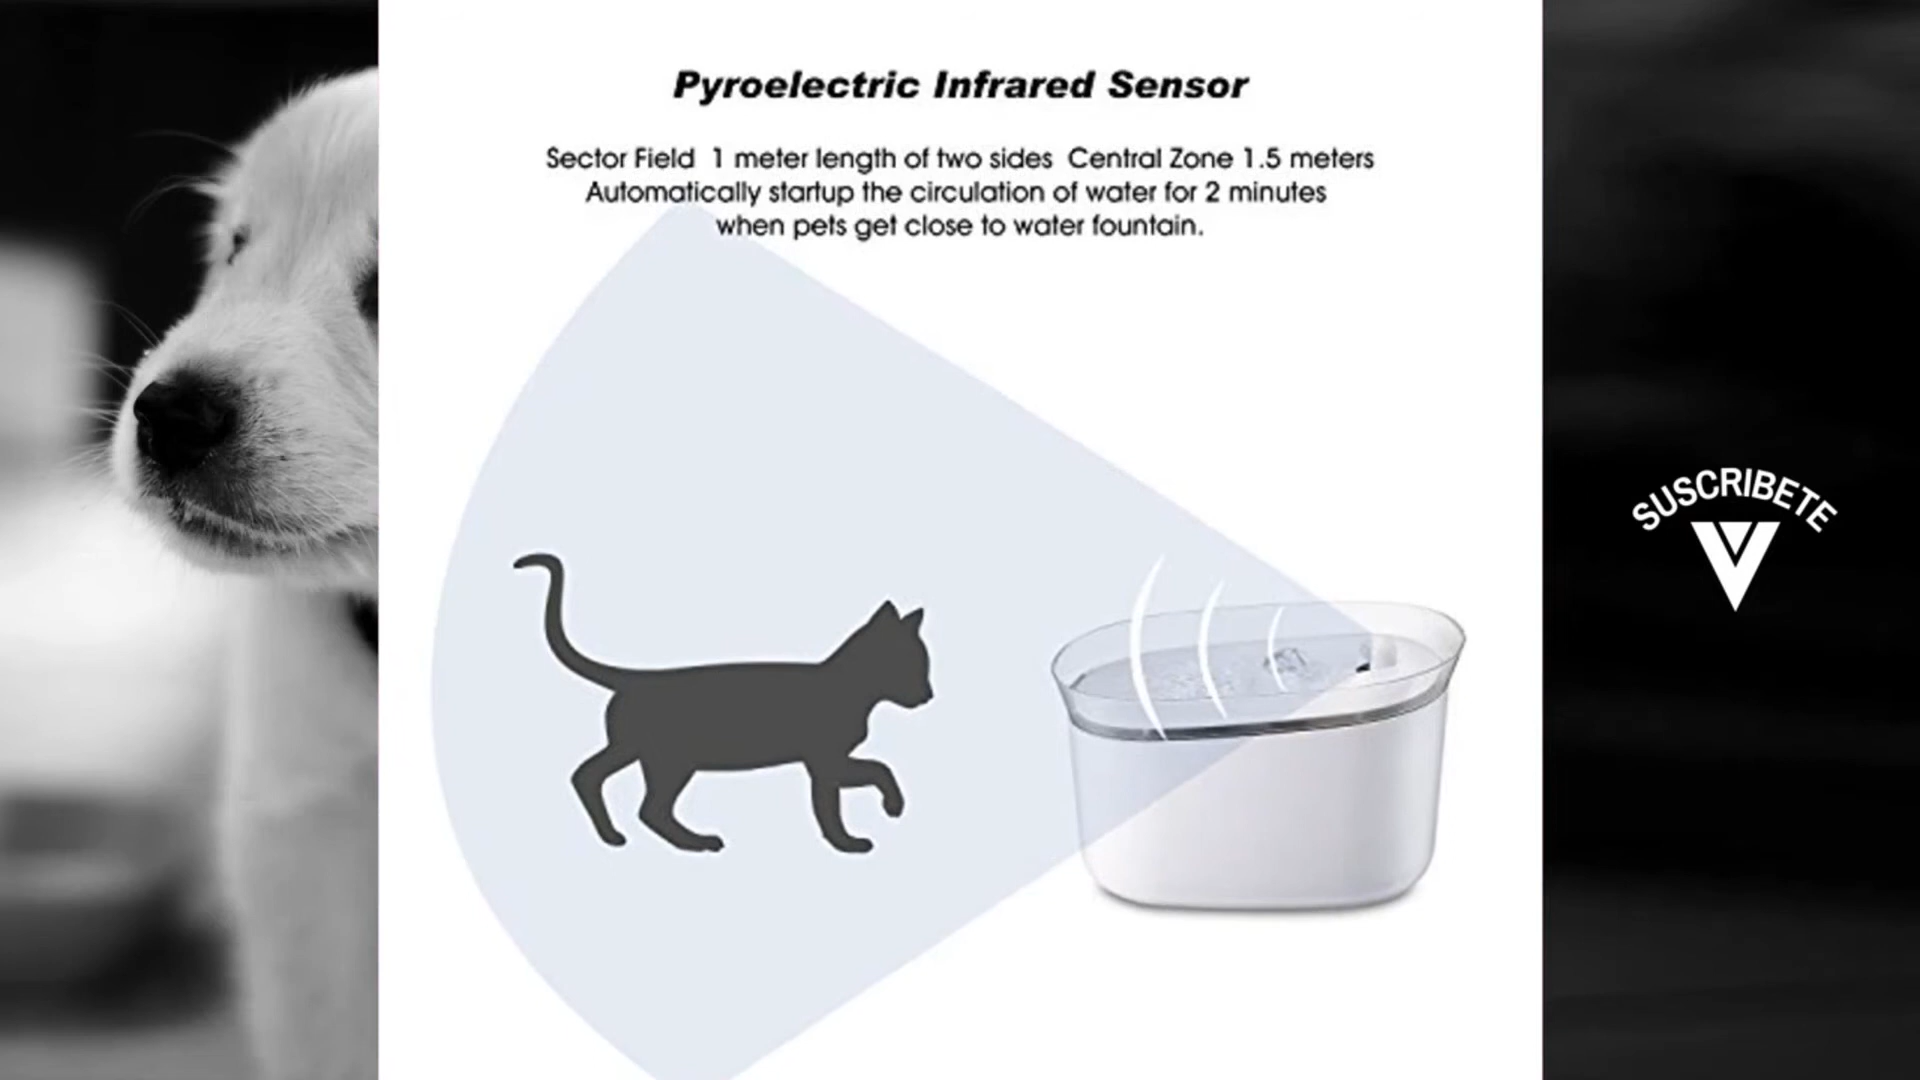 Pyroelectric Infrared Sensor
Sector Field 1 meter length of two sides Central Zone 1.5 meters
Automatically startup the circulation of water for 2 minutes
when pets get close to water fountain.
SUSCRIBETE